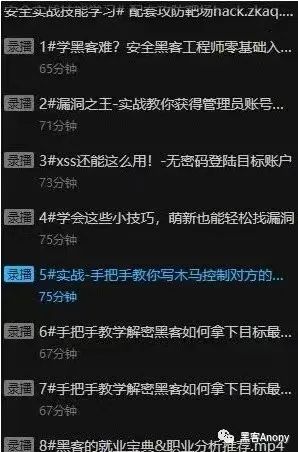 安全实战技能学习# 配套攻防靶场hack.zkaq....
录播 1#学黑客难？安全黑客工程师零基础入...
65分钟
录播 2#漏洞之王-实战教你获得管理员账号...
71分钟
录播 3#xss还能这么用！-无密码登陆目标账户
73分钟
录播 4#学会这些小技巧，萌新也能轻松找漏洞
75分钟
录播 5#实战-手把手教你写木马控制对方的...
75分钟
录播 6#手把手教学解密黑客如何拿下目标最...
67分钟
录播 7#手把手教学解密黑客如何拿下目标最...
67分钟
录播 8#黑客的就业宝典&职业分析推荐.mp4
黑客Anony